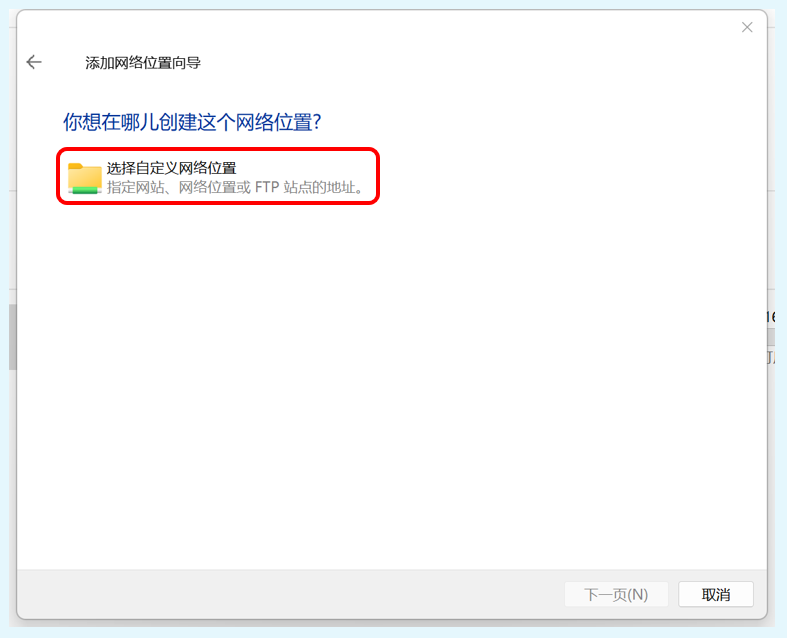 添加网络位置向导
你想在哪儿创建这个网络位置?
选择自定义网络位置
指定网站、网络位置或 FTP 站点的地址。
下一页(N)
取消